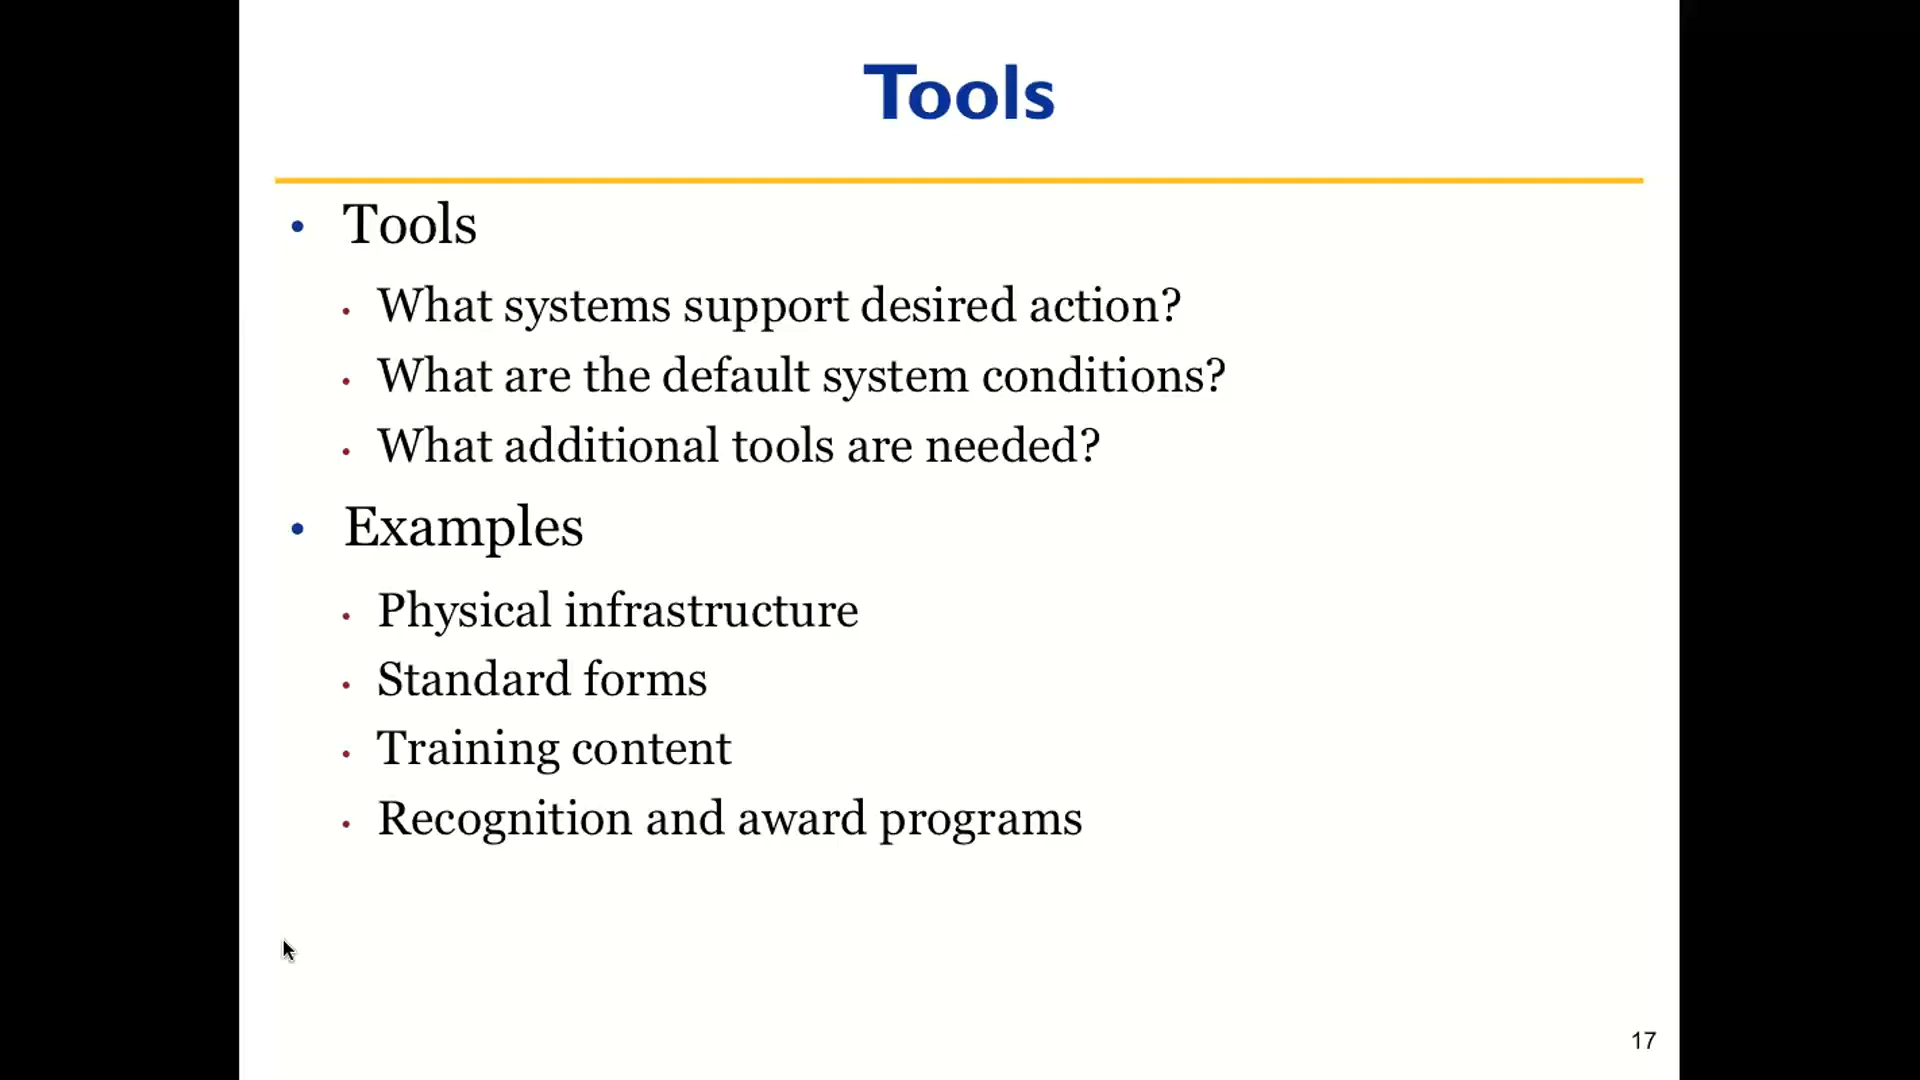 Tools
• Tools
• What systems support desired action?
• What are the default system conditions?
• What additional tools are needed?
• Examples
• Physical infrastructure
• Standard forms
• Training content
• Recognition and award programs
17